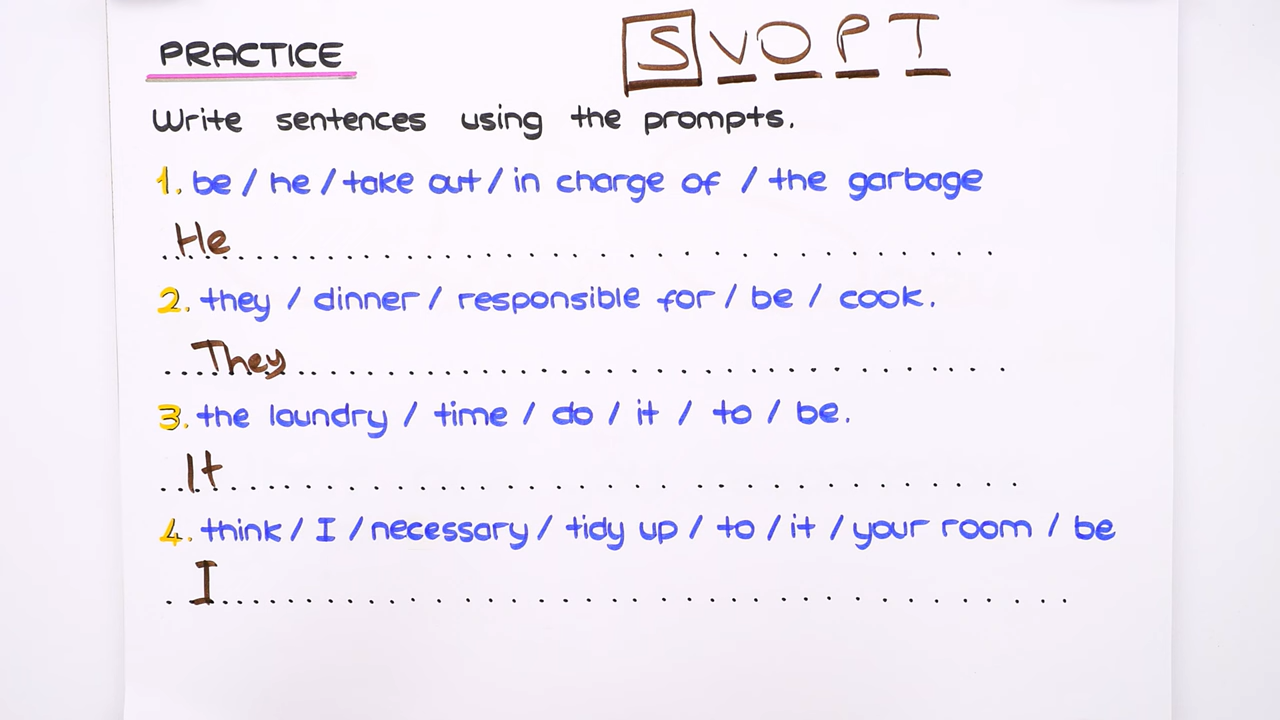 PRACTICE
S V O P T
Write sentences using the prompts.
1. be / he / take out / in charge of / the garbage
He
2. they / dinner / responsible for / be / cook.
They
3. the laundry / time / do / it / to / be.
It
4. think / I / necessary / tidy up / to / it / your room / be
I